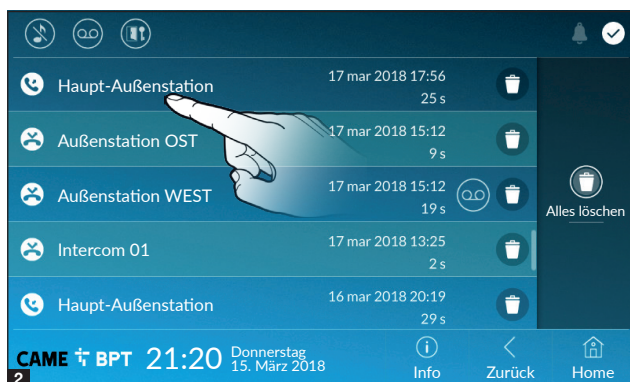 Haupt-Außenstation 17 mar 2018 17:56
25 s
Außenstation OST 17 mar 2018 15:12
9 s
Außenstation WEST 17 mar 2018 15:12
19 s
Alles löschen
Intercom 01 17 mar 2018 13:25
2 s
Haupt-Außenstation 16 mar 2018 20:19
29 s
CAME BPT 21:20 Donnerstag
15. März 2018
Info Zurück Home
2